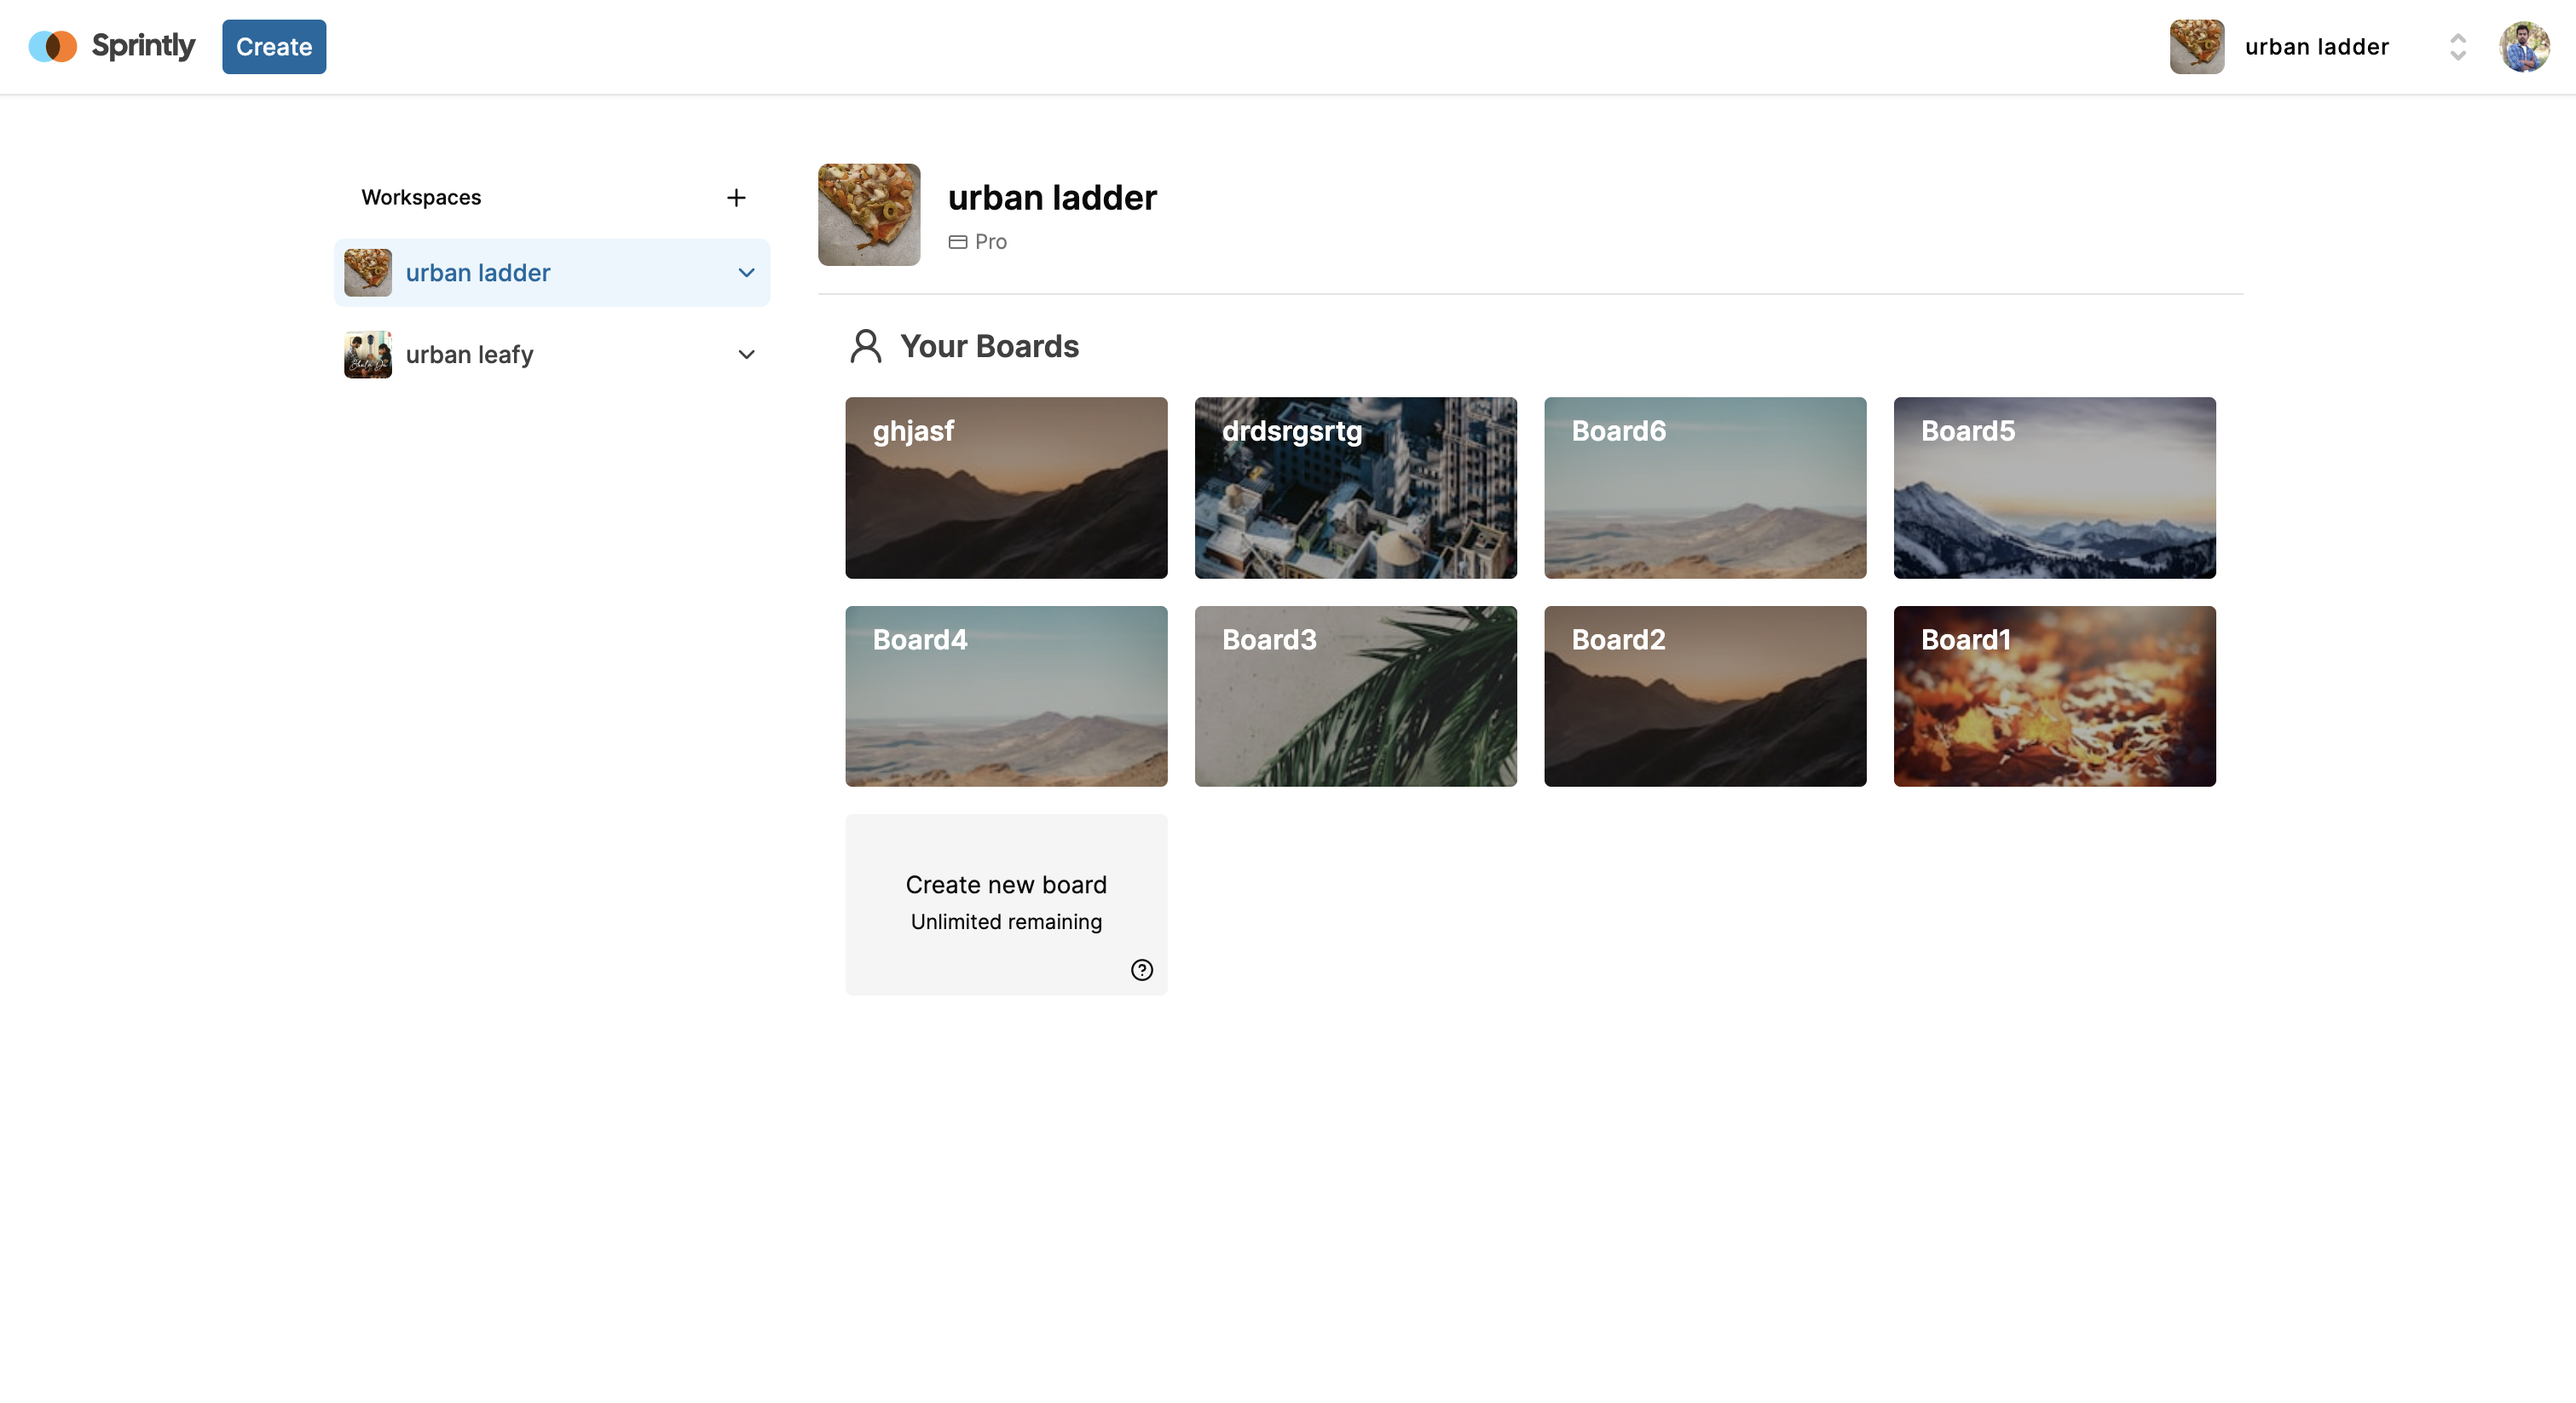 Sprintly
Create
urban ladder
Workspaces
urban ladder
urban leafy
urban ladder
Pro
Your Boards
ghjasf
drdsrgsrtg
Board6
Board5
Board4
Board3
Board2
Board1
Create new board
Unlimited remaining